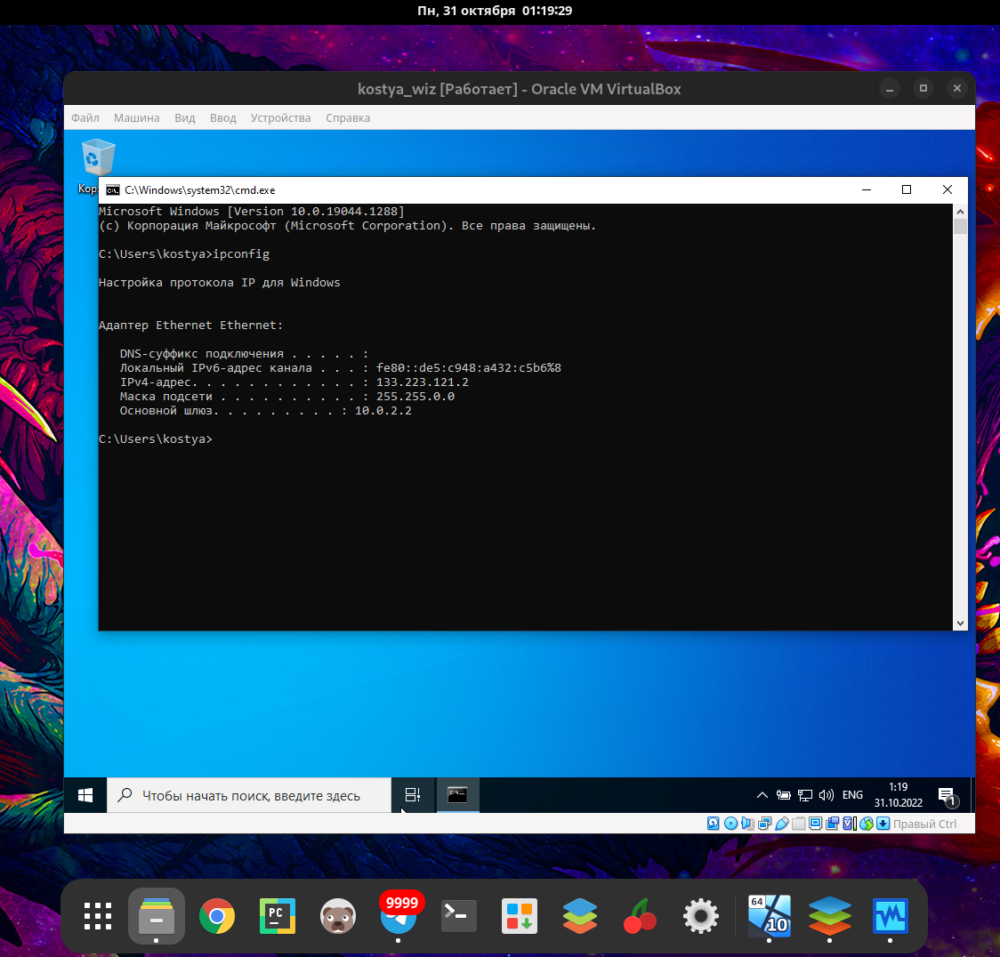 Пн, 31 октября 01:19:29
kostya_wiz [Работает] - Oracle VM VirtualBox
Файл Машина Вид Ввод Устройства Справка
C:\Windows\system32\cmd.exe
Microsoft Windows [Version 10.0.19044.1288]
(c) Корпорация Майкрософт (Microsoft Corporation). Все права защищены.
C:\Users\kostya>ipconfig
Настройка протокола IP для Windows
Адаптер Ethernet Ethernet:
DNS-суффикс подключения . . . . . :
Локальный IPv6-адрес канала . . . : fe80::de5:c948:a432:c5b6%8
IPv4-адрес. . . . . . . . . . . . : 133.223.121.2
Маска подсети . . . . . . . . . . : 255.255.0.0
Основной шлюз. . . . . . . . . : 10.0.2.2
C:\Users\kostya>
Чтобы начать поиск, введите здесь
ENG
1:19
31.10.2022
1
Правый Ctrl
9999
PC
64
10